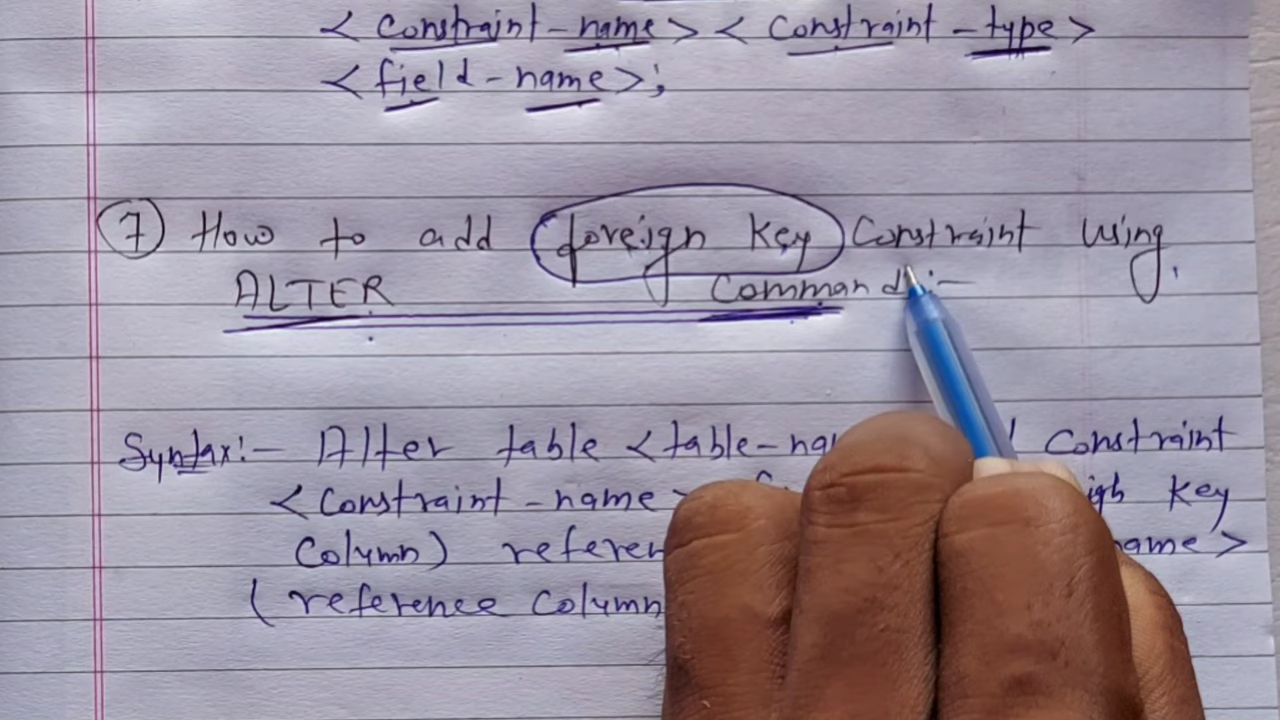 < Constraint-name > < Constraint-type >
< field-name >;
7 How to add foreign key Constraint using
ALTER Command:-
Syntax:- Alter table < table-na Constraint
< Constraint-name > key
Column) referen ame >
( reference Column